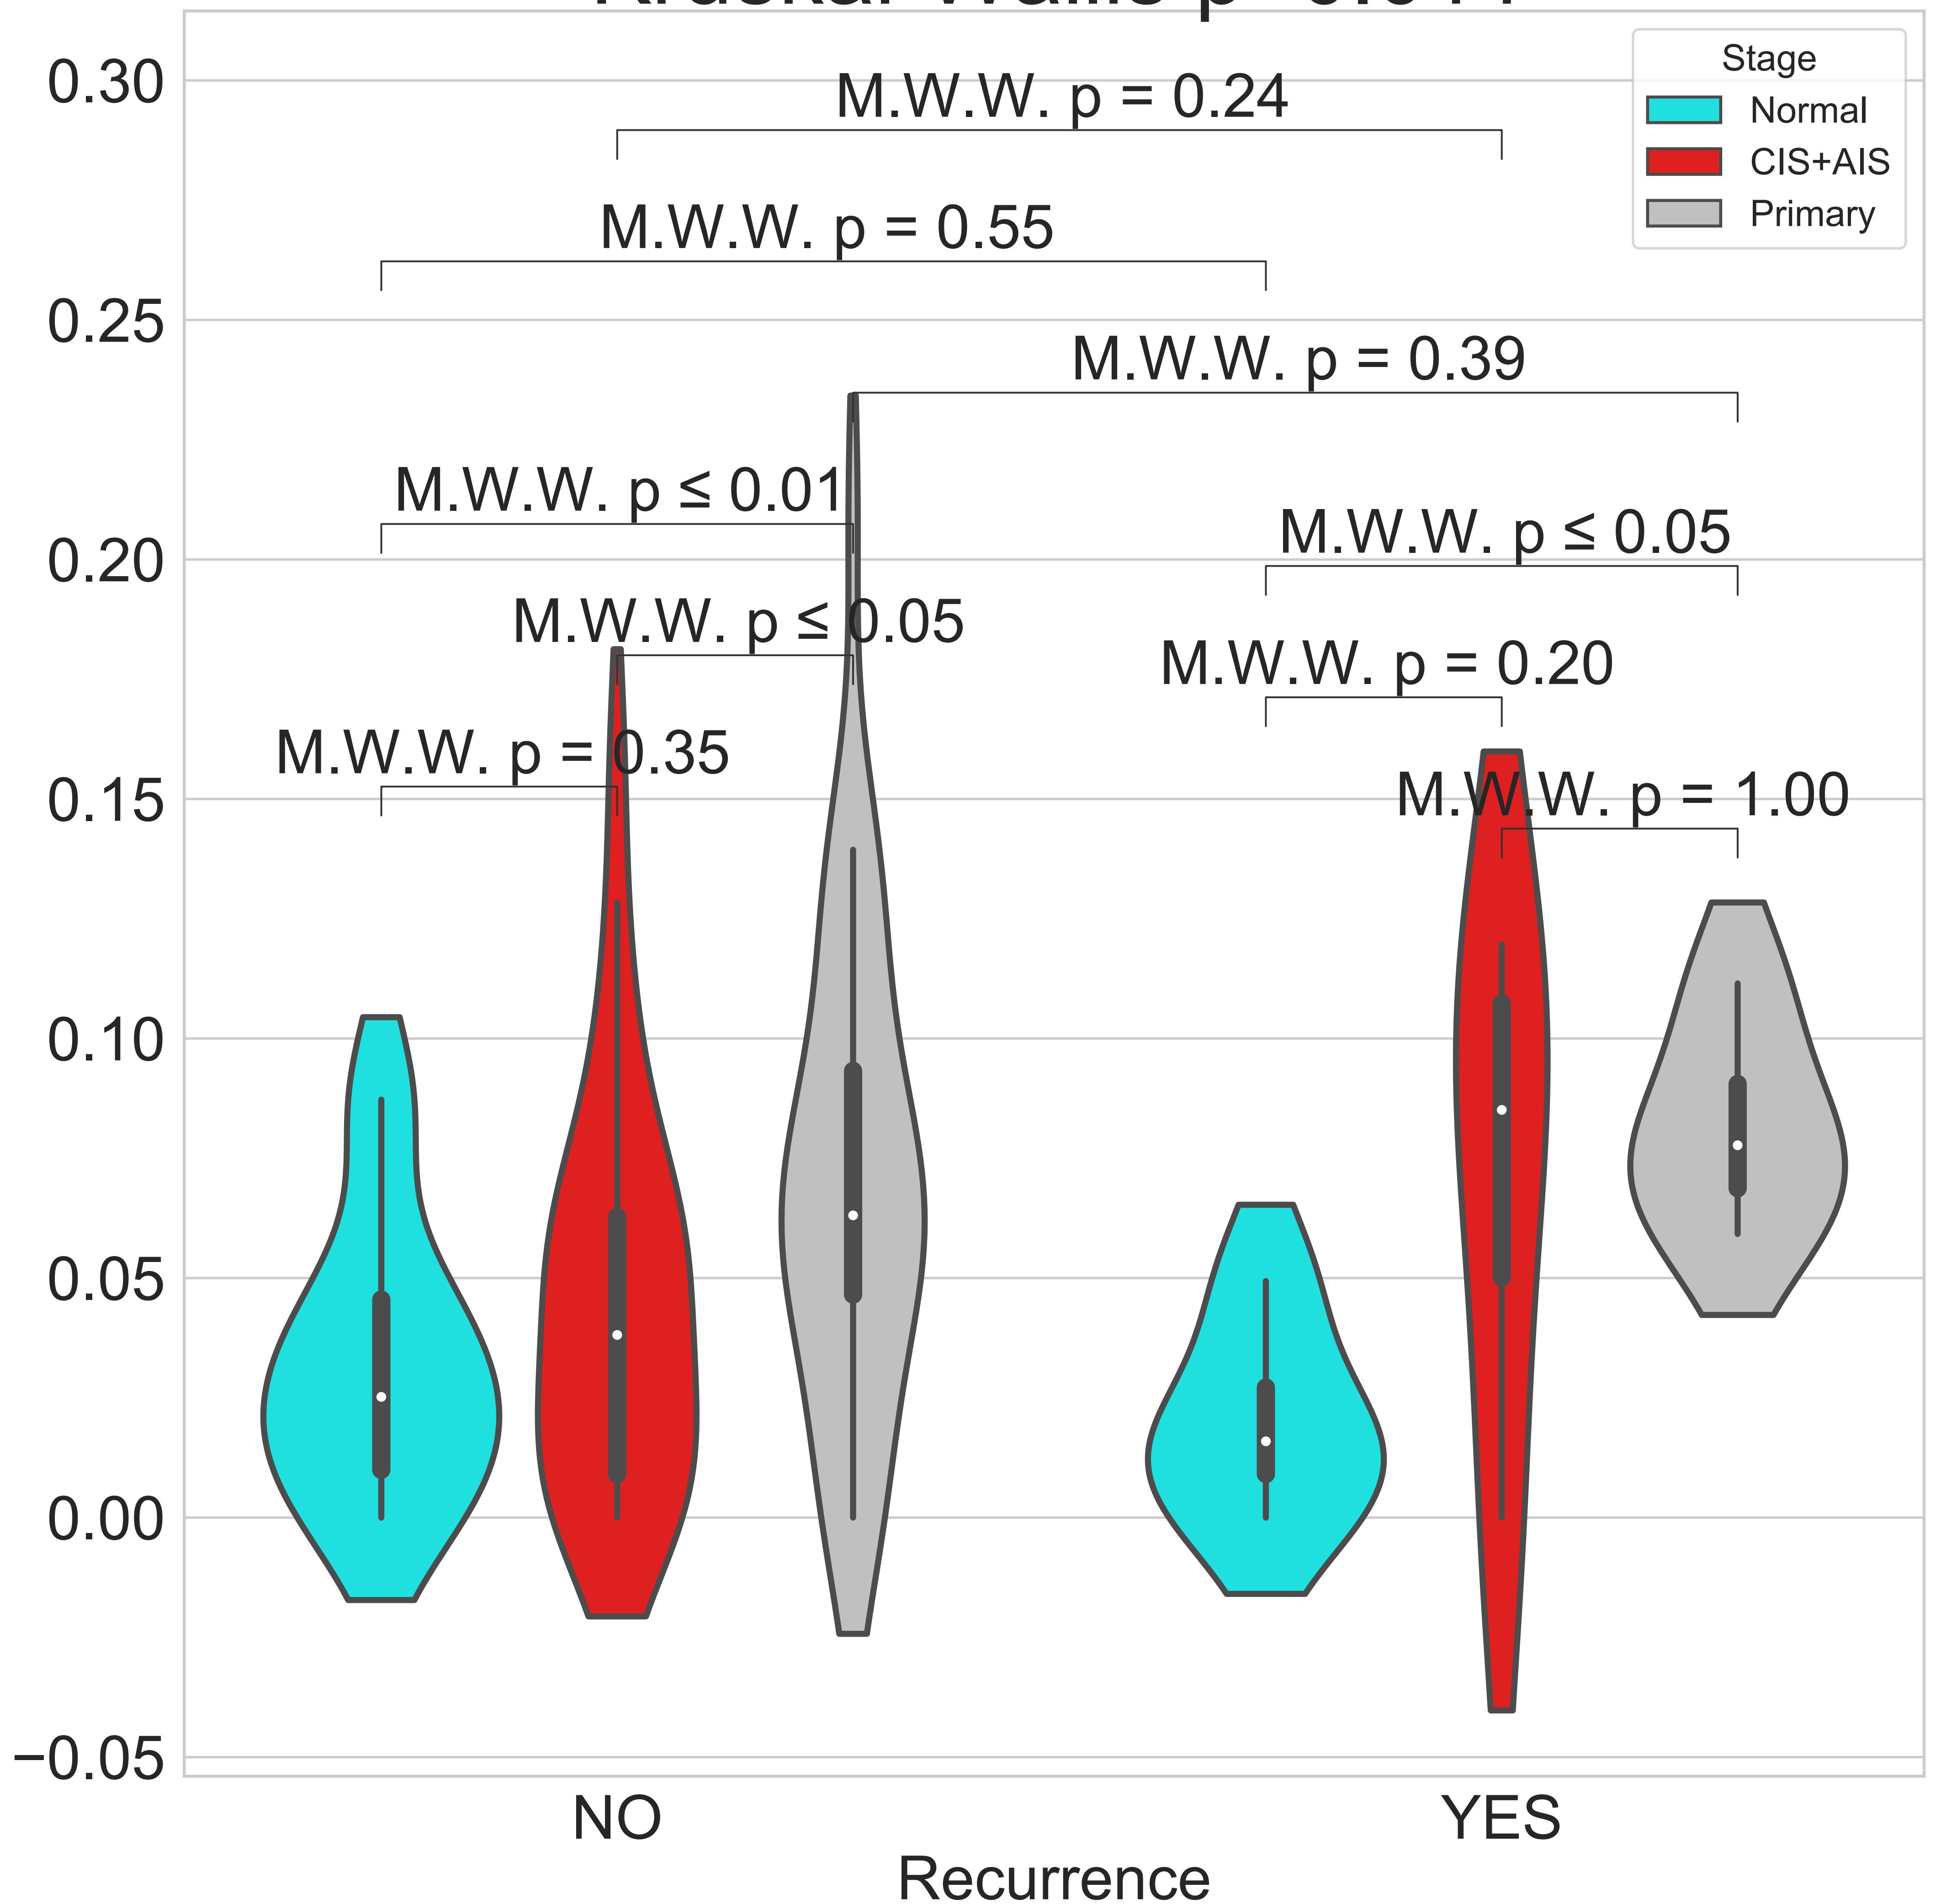 Stage
Normal
CIS+AIS
Primary
0.30
0.25
0.20
0.15
0.10
0.05
0.00
−0.05
M.W.W. p = 0.24
M.W.W. p = 0.55
M.W.W. p = 0.39
M.W.W. p ≤ 0.01
M.W.W. p ≤ 0.05
M.W.W. p ≤ 0.05
M.W.W. p = 0.20
M.W.W. p = 0.35
M.W.W. p = 1.00
NO
YES
Recurrence